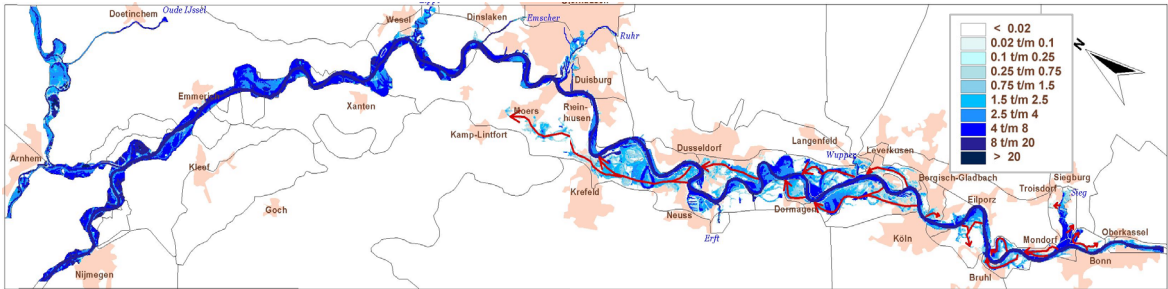 Doetinchem
Oude IJssel
Wesel
Dinslaken
Emscher
Ruhr
Duisburg
Emmerich
Xanten
Moers
Rhein-
husen
Kamp-Lintfort
Arnhem
Kleef
Goch
Nijmegen
Krefeld
Dusseldorf
Neuss
Erft
Langenfeld
Wupper
Leverkusen
Dormagen
Bergisch-Gladbach
Köln
Eilporz
Siegburg
Troisdorf
Sieg
Mondorf
Oberkassel
Bonn
Bruhl
N
< 0.02
0.02 t/m 0.1
0.1 t/m 0.25
0.25 t/m 0.75
0.75 t/m 1.5
1.5 t/m 2.5
2.5 t/m 4
4 t/m 8
8 t/m 20
> 20